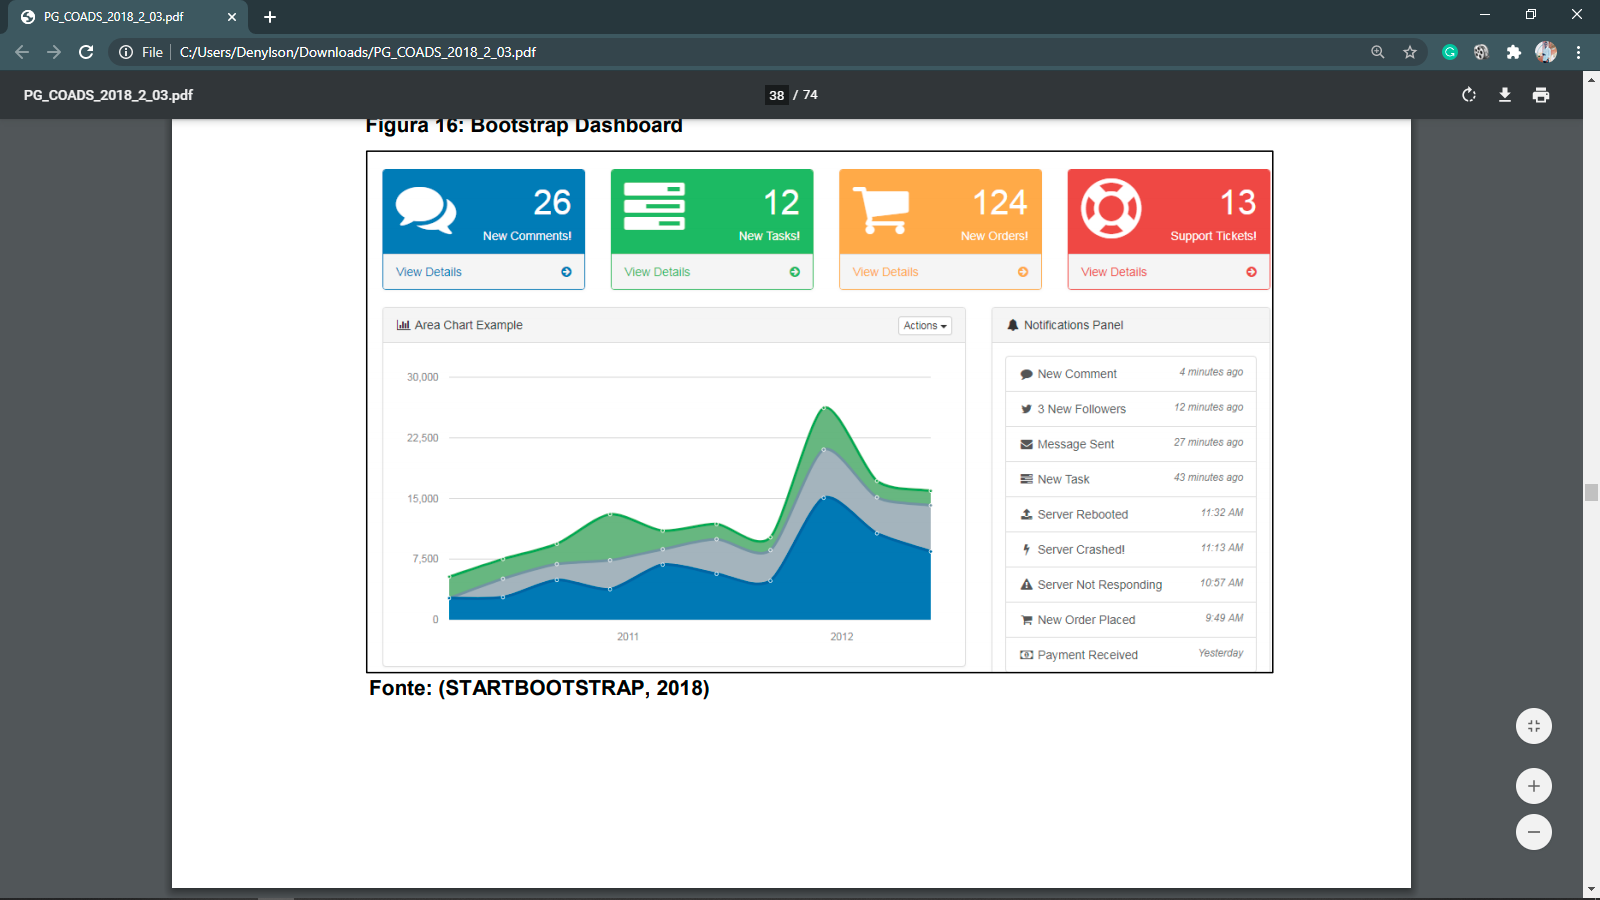 PG_COADS_2018_2_03.pdf
File
C:/Users/Denylson/Downloads/PG_COADS_2018_2_03.pdf
PG_COADS_2018_2_03.pdf
38 / 74
Figura 16: Bootstrap Dashboard
26
New Comments!
View Details
12
New Tasks!
View Details
124
New Orders!
View Details
13
Support Tickets!
View Details
Area Chart Example
Actions
30,000
22,500
15,000
7,500
0
2011
2012
Notifications Panel
New Comment 4 minutes ago
3 New Followers 12 minutes ago
Message Sent 27 minutes ago
New Task 43 minutes ago
Server Rebooted 11:32 AM
Server Crashed! 11:13 AM
Server Not Responding 10:57 AM
New Order Placed 9:49 AM
Payment Received Yesterday
Fonte: (STARTBOOTSTRAP, 2018)